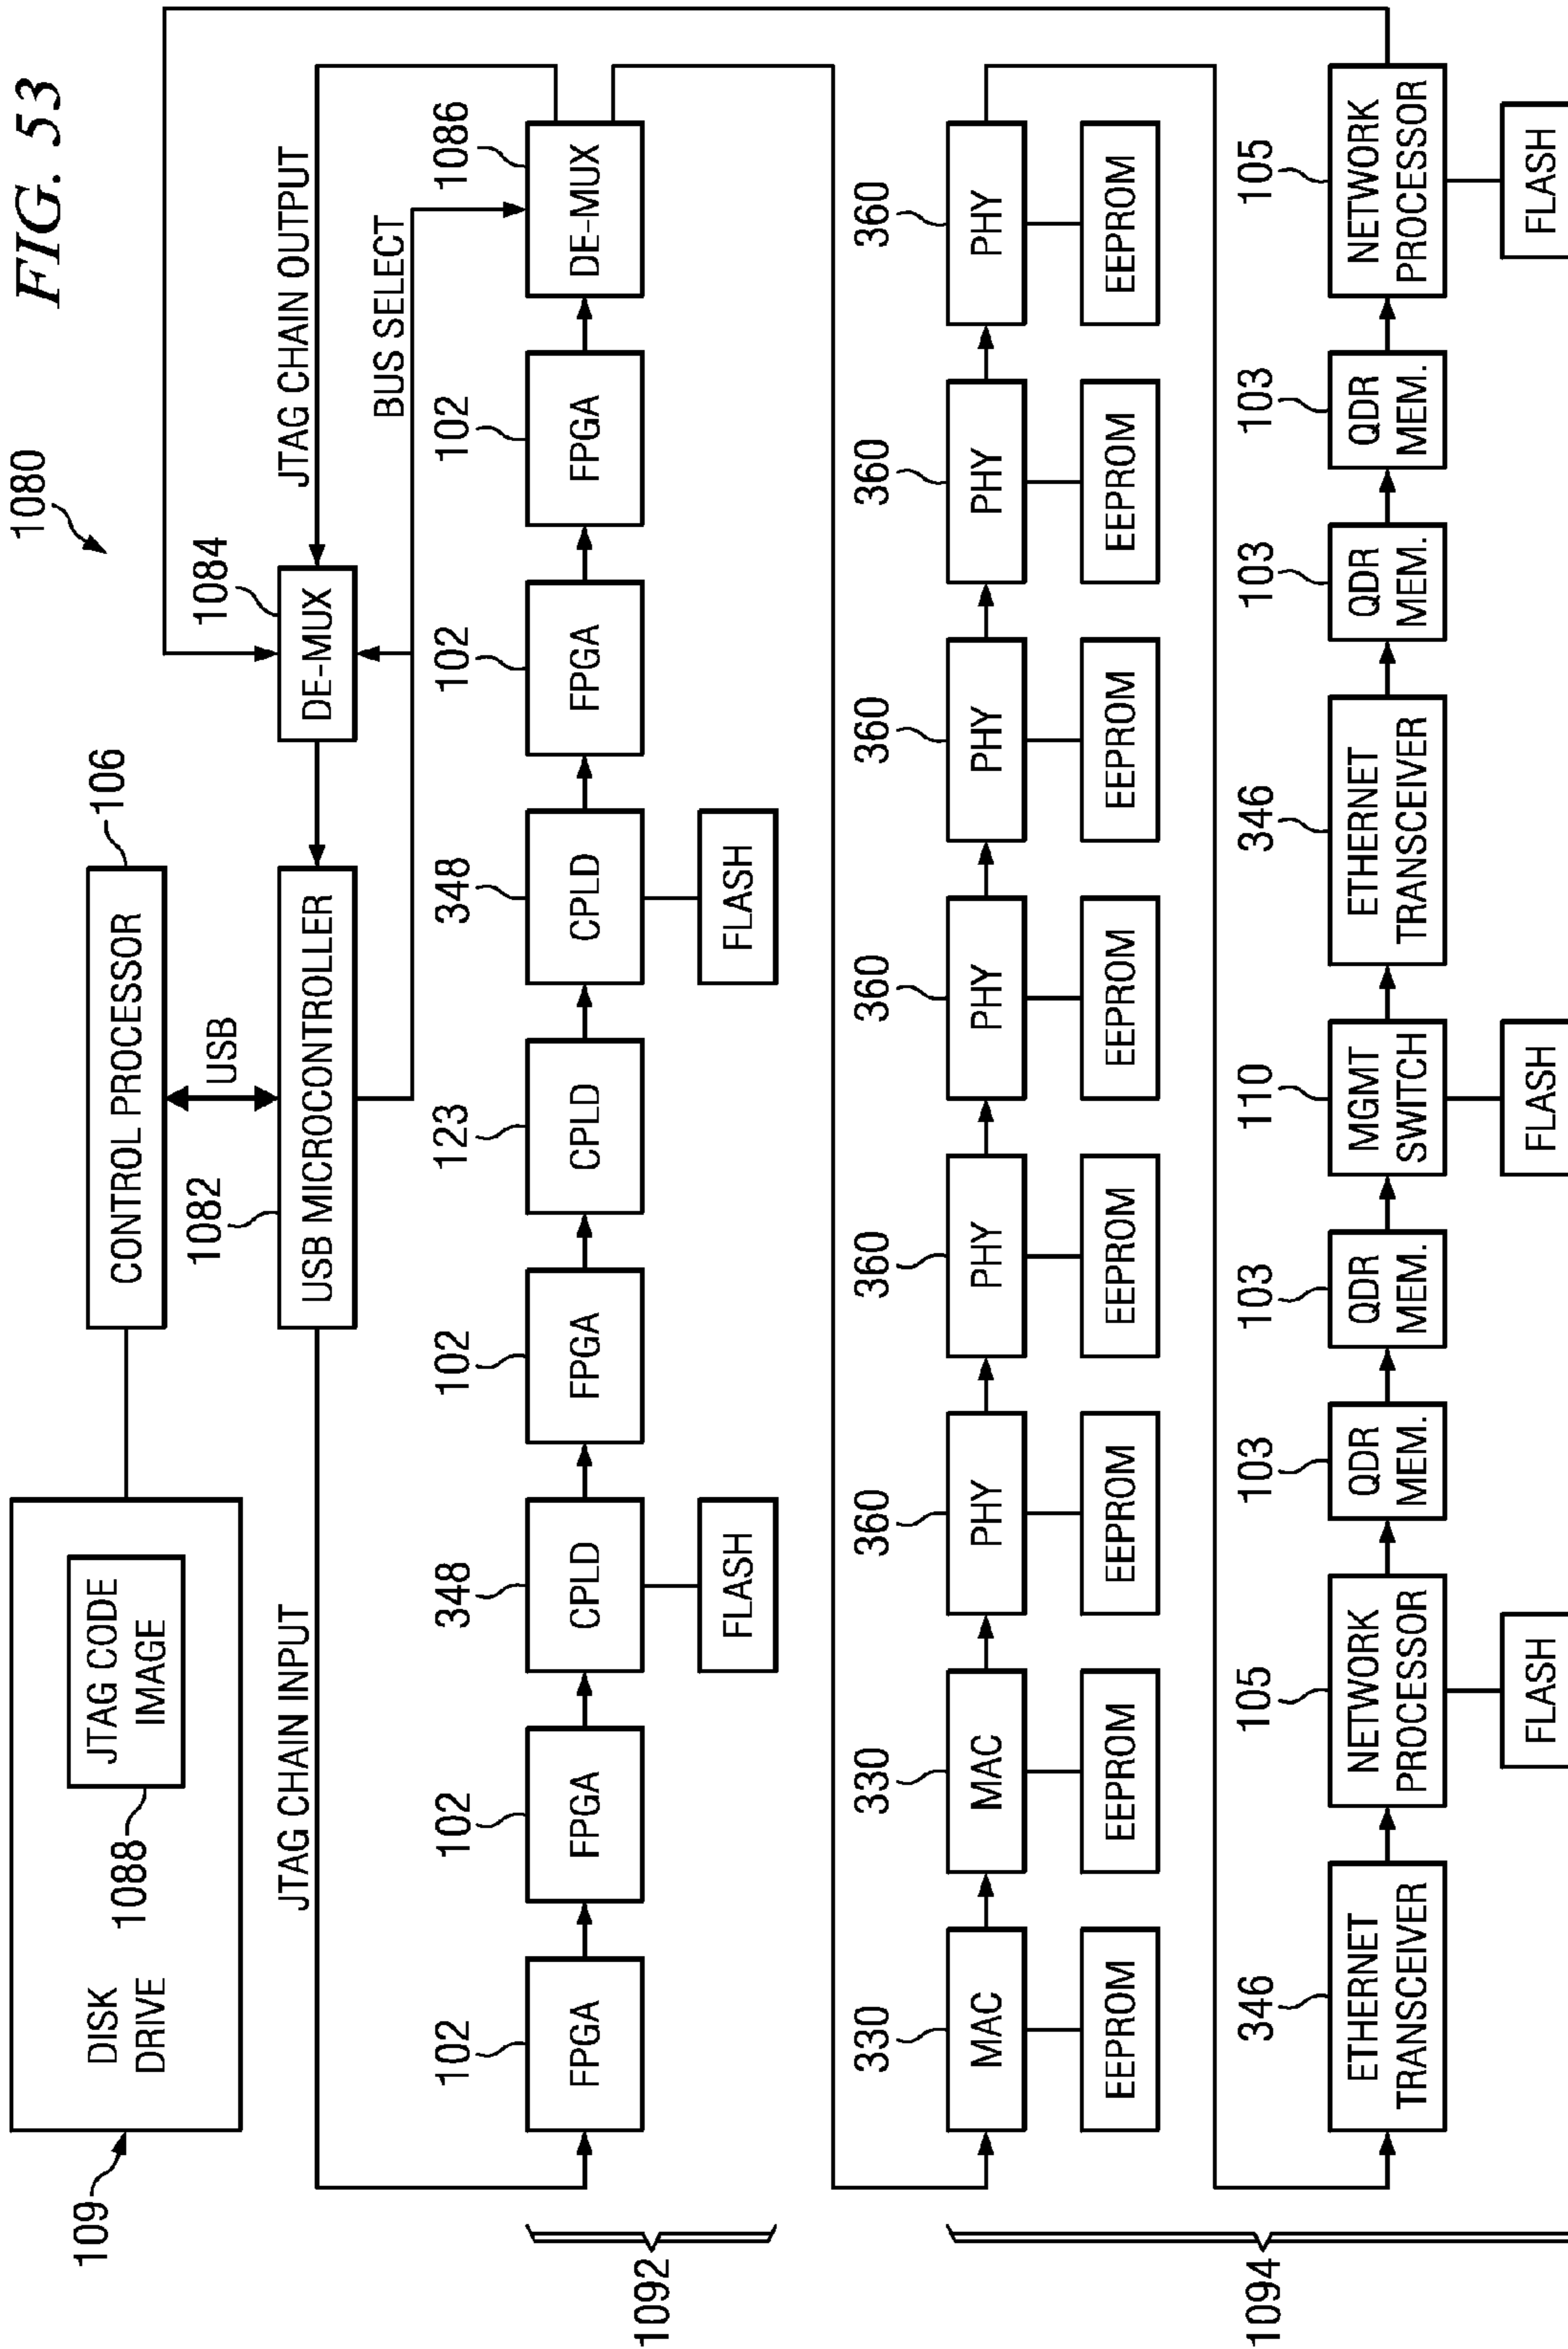 FIG. 53
1080
109
DISK
DRIVE
1088
JTAG CODE
IMAGE
CONTROL PROCESSOR
106
USB
1082
USB MICROCONTROLLER
1084
DE-MUX
JTAG CHAIN INPUT
JTAG CHAIN OUTPUT
BUS SELECT
1092
102
FPGA
102
FPGA
348
CPLD
FLASH
102
FPGA
123
CPLD
348
CPLD
FLASH
102
FPGA
102
FPGA
1086
DE-MUX
1094
330
MAC
EEPROM
330
MAC
EEPROM
360
PHY
EEPROM
360
PHY
EEPROM
360
PHY
EEPROM
360
PHY
EEPROM
360
PHY
EEPROM
360
PHY
EEPROM
346
ETHERNET
TRANSCEIVER
105
NETWORK
PROCESSOR
FLASH
103
QDR
MEM.
103
QDR
MEM.
110
MGMT
SWITCH
FLASH
346
ETHERNET
TRANSCEIVER
103
QDR
MEM.
103
QDR
MEM.
105
NETWORK
PROCESSOR
FLASH